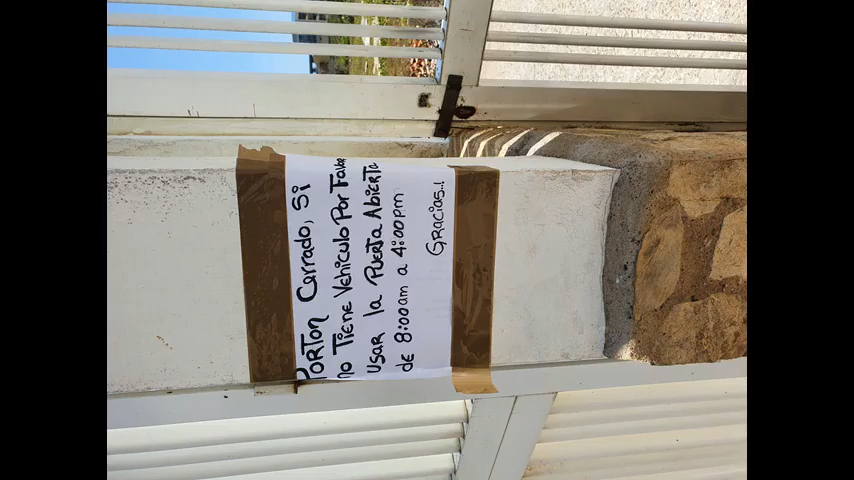 PORTON Cerrado, Si
no Tiene Vehiculo Por Favor
usar la Puerta Abierta
de 8:00am a 4:00pm
Gracias..!